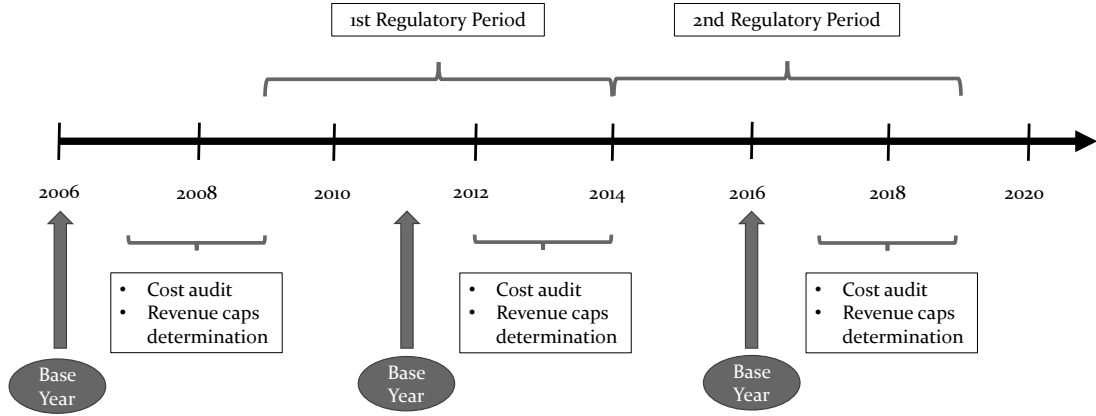 1st Regulatory Period
2nd Regulatory Period
2006
2008
2010
2012
2014
2016
2018
2020
• Cost audit
• Revenue caps
determination
• Cost audit
• Revenue caps
determination
• Cost audit
• Revenue caps
determination
Base
Year
Base
Year
Base
Year